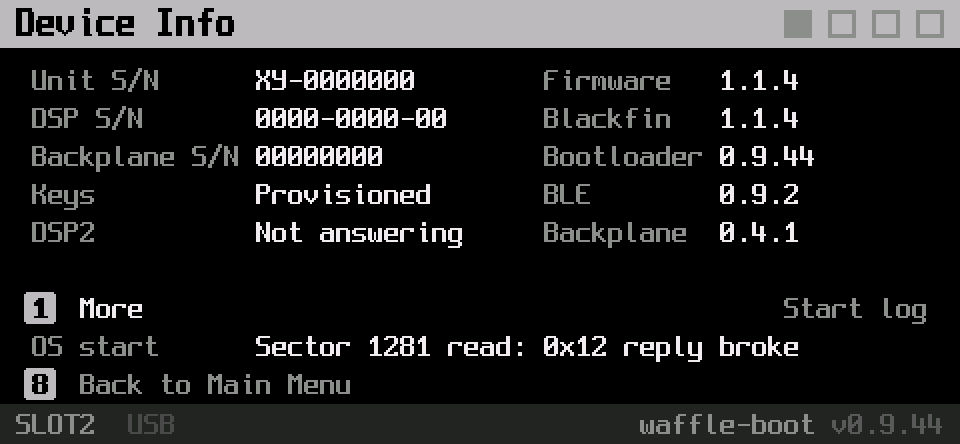 Device Info
Unit S/N XY-0000000 Firmware 1.1.4
DSP S/N 0000-0000-00 Blackfin 1.1.4
Backplane S/N 00000000 Bootloader 0.9.44
Keys Provisioned BLE 0.9.2
DSP2 Not answering Backplane 0.4.1
1 More Start log
OS start Sector 1281 read: 0x12 reply broke
8 Back to Main Menu
SLOT2 USB waffle-boot v0.9.44